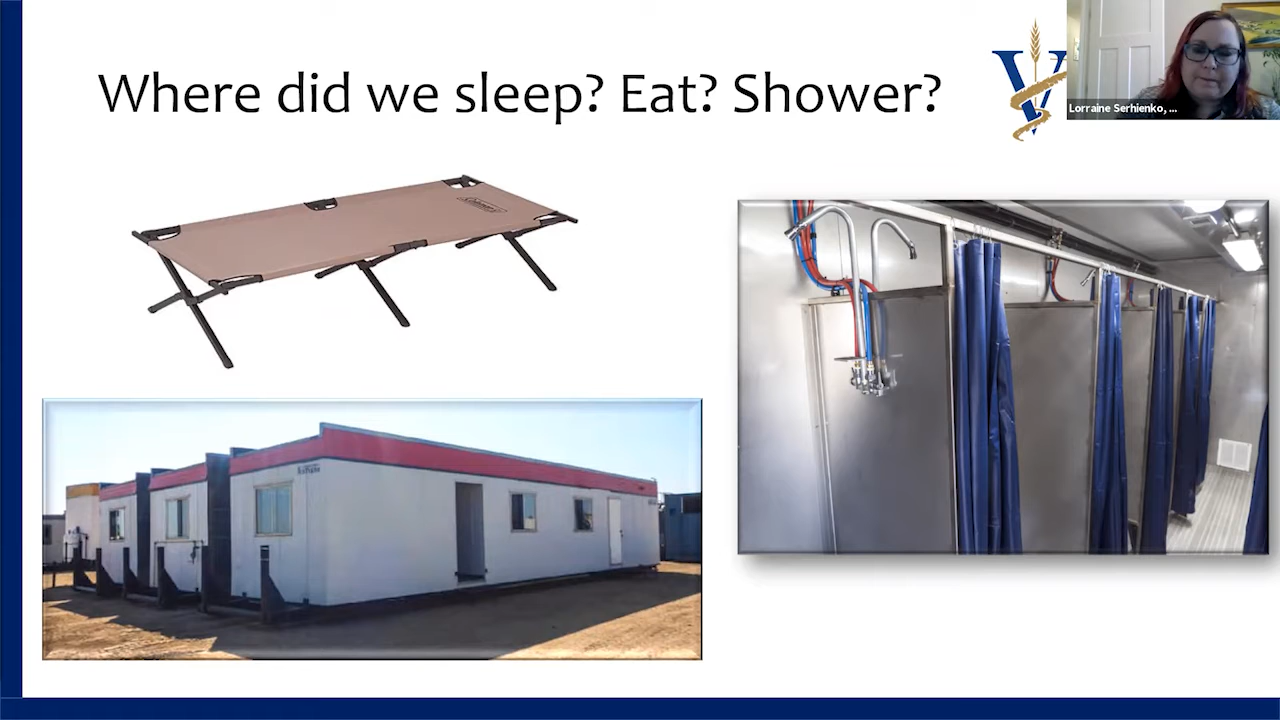 Where did we sleep? Eat? Shower?
Lorraine Serhienko, ...
Coleman